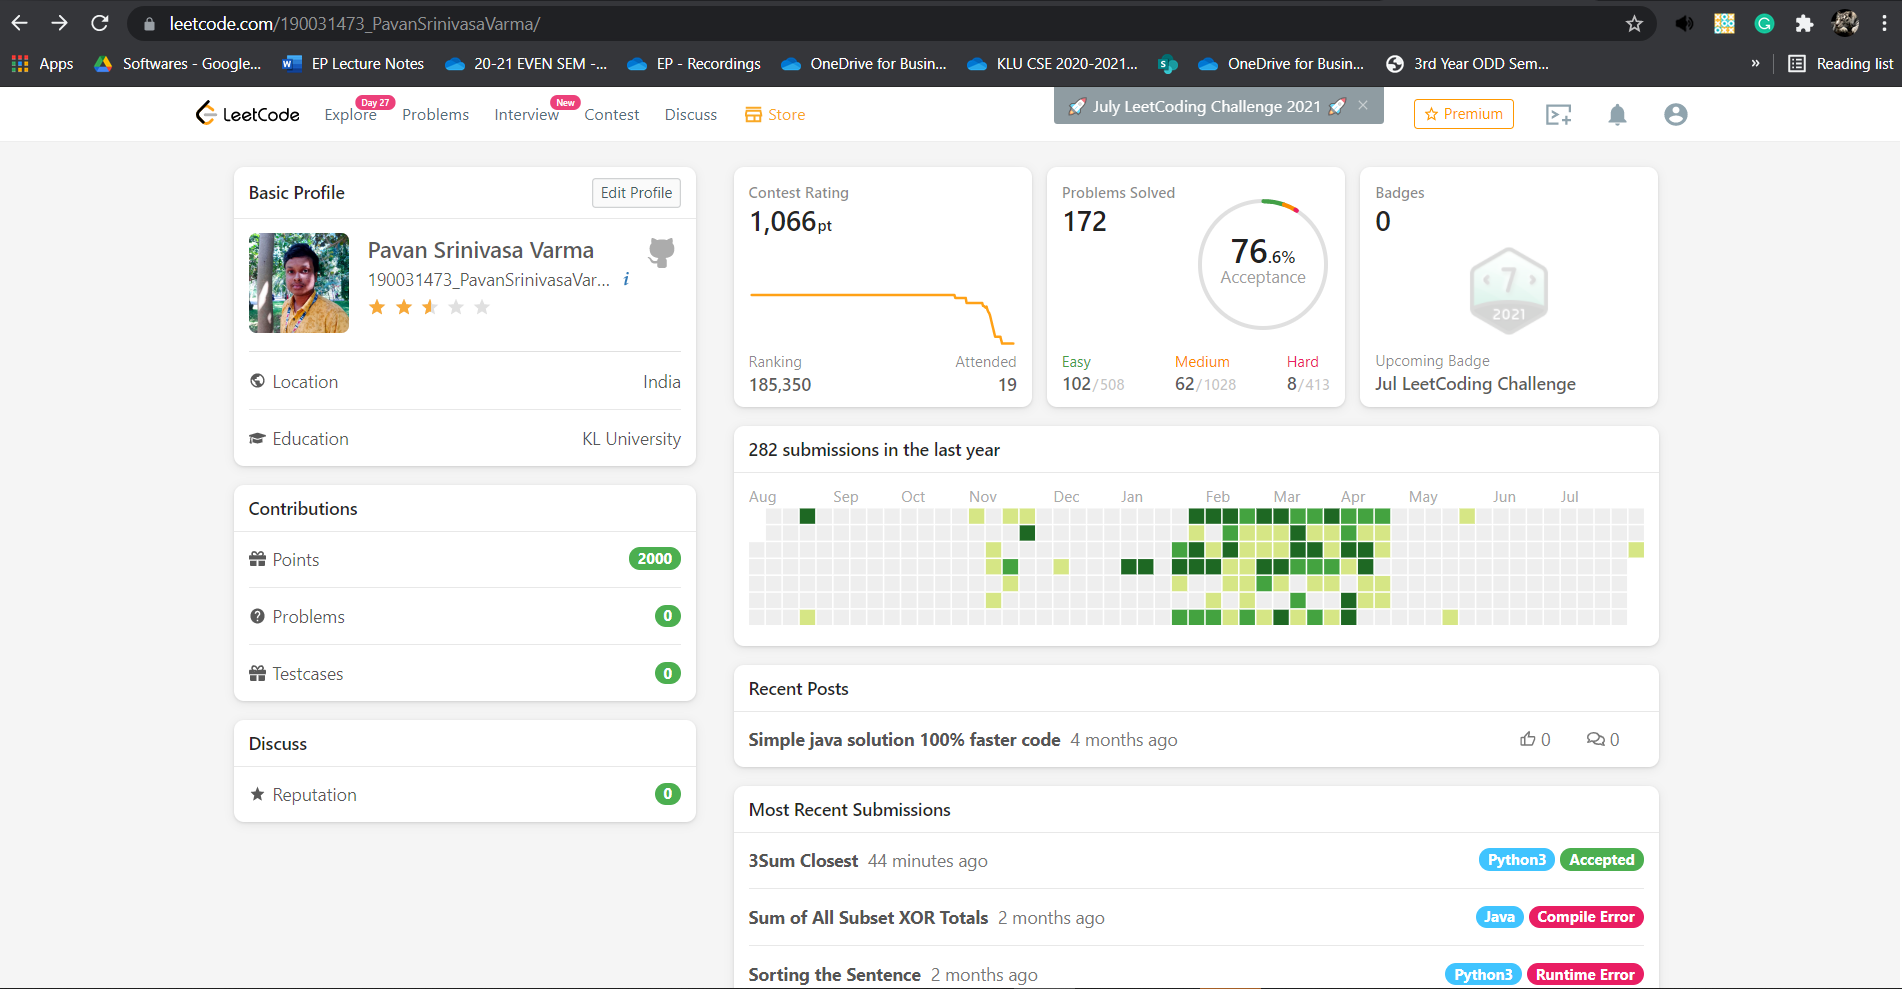 leetcode.com/190031473_PavanSrinivasaVarma/
Apps Softwares - Google... EP Lecture Notes 20-21 EVEN SEM -... EP - Recordings OneDrive for Busin... KLU CSE 2020-2021... OneDrive for Busin... 3rd Year ODD Sem... » Reading list
LeetCode Explore Day 27 Problems Interview New Contest Discuss Store July LeetCoding Challenge 2021 × Premium
Basic Profile Edit Profile
Pavan Srinivasa Varma
190031473_PavanSrinivasaVar... i
Location India
Education KL University
Contributions
Points 2000
Problems 0
Testcases 0
Discuss
Reputation 0
Contest Rating
1,066pt
Ranking Attended
185,350 19
Problems Solved
172
76.6%
Acceptance
Easy Medium Hard
102/508 62/1028 8/413
Badges
0
7
2021
Upcoming Badge
Jul LeetCoding Challenge
282 submissions in the last year
Aug Sep Oct Nov Dec Jan Feb Mar Apr May Jun Jul
Recent Posts
Simple java solution 100% faster code 4 months ago 0 0
Most Recent Submissions
3Sum Closest 44 minutes ago Python3 Accepted
Sum of All Subset XOR Totals 2 months ago Java Compile Error
Sorting the Sentence 2 months ago Python3 Runtime Error